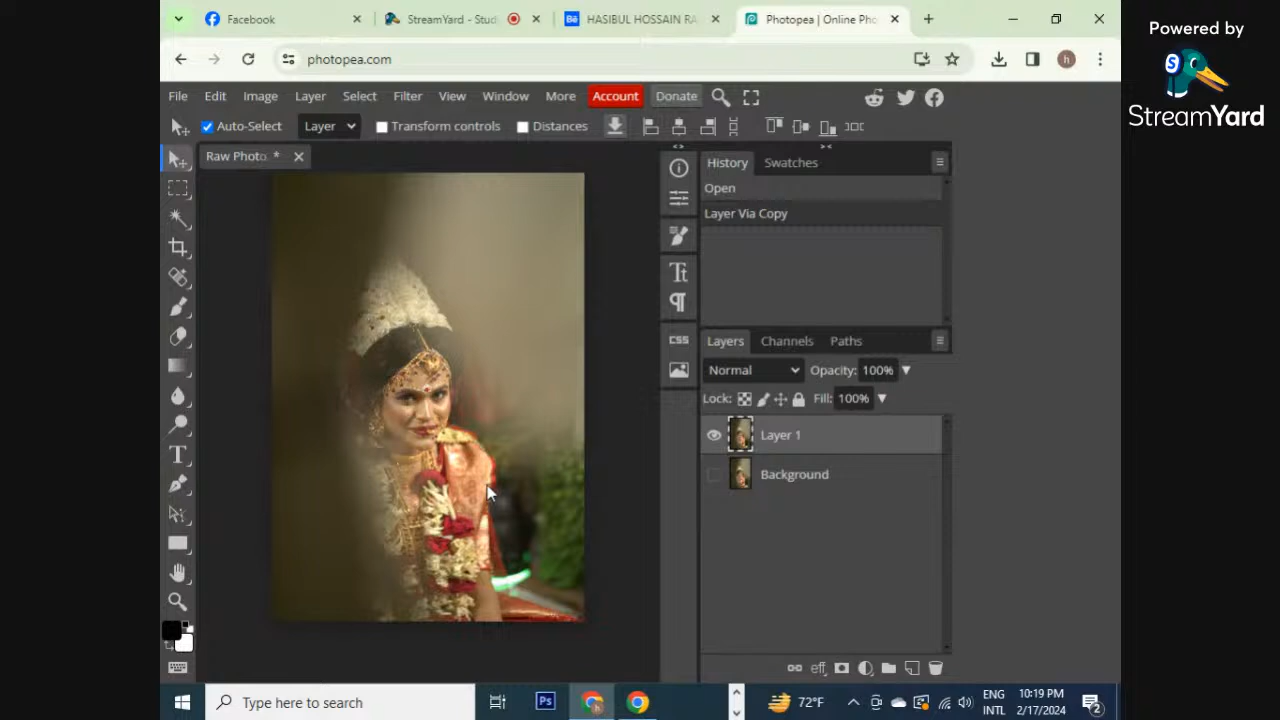 Facebook
StreamYard - Stud
HASIBUL HOSSAIN RA
Photopea | Online Pho
Powered by
StreamYard
photopea.com
h
File Edit Image Layer Select Filter View Window More Account Donate
Auto-Select Layer Transform controls Distances
Raw Photo *
History Swatches
Open
Layer Via Copy
CSS
Layers Channels Paths
Normal Opacity: 100%
Lock: Fill: 100%
Layer 1
Background
eff
Type here to search
Ps
72°F
ENG
INTL
10:19 PM
2/17/2024
2